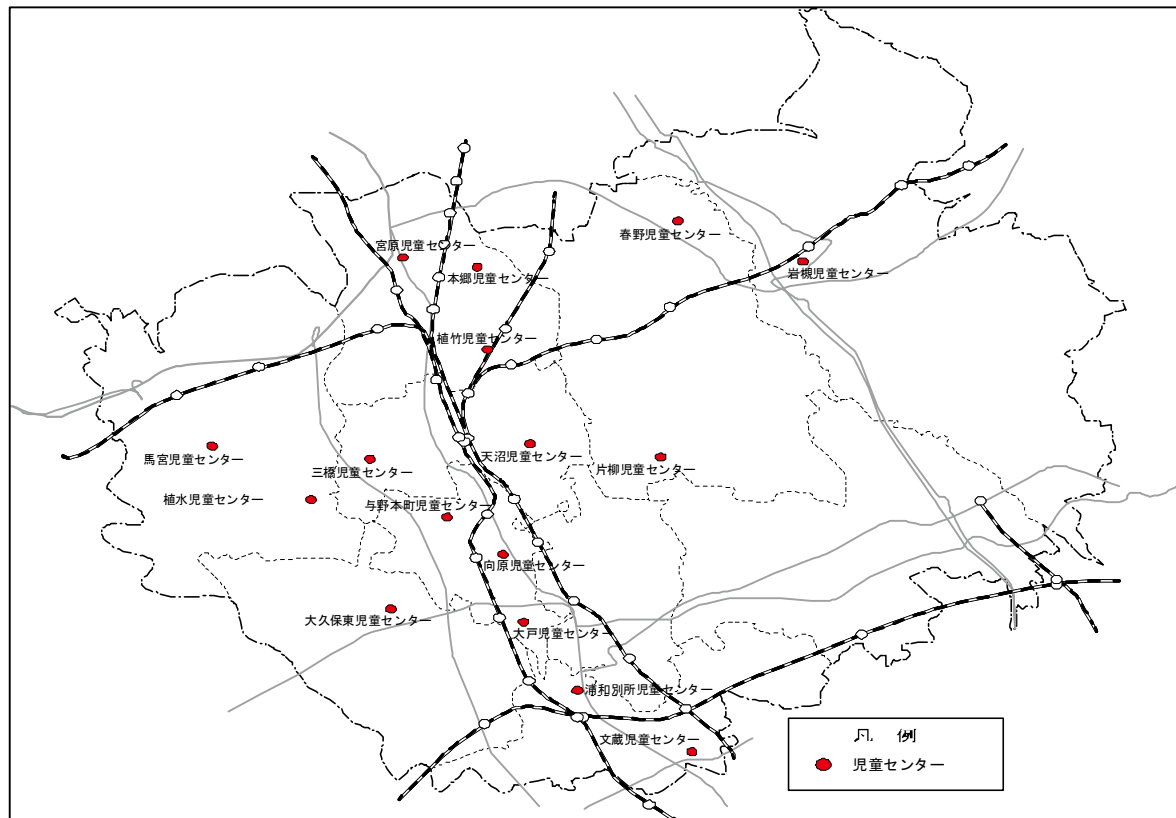 春野児童センター
宮原児童センター
本郷児童センター
岩槻児童センター
植竹児童センター
天沼児童センター
馬宮児童センター
三橋児童センター
片柳児童センター
植水児童センター
与野本町児童センター
向原児童センター
大久保東児童センター
大戸児童センター
浦和別所児童センター
文蔵児童センター
凡 例
児童センター